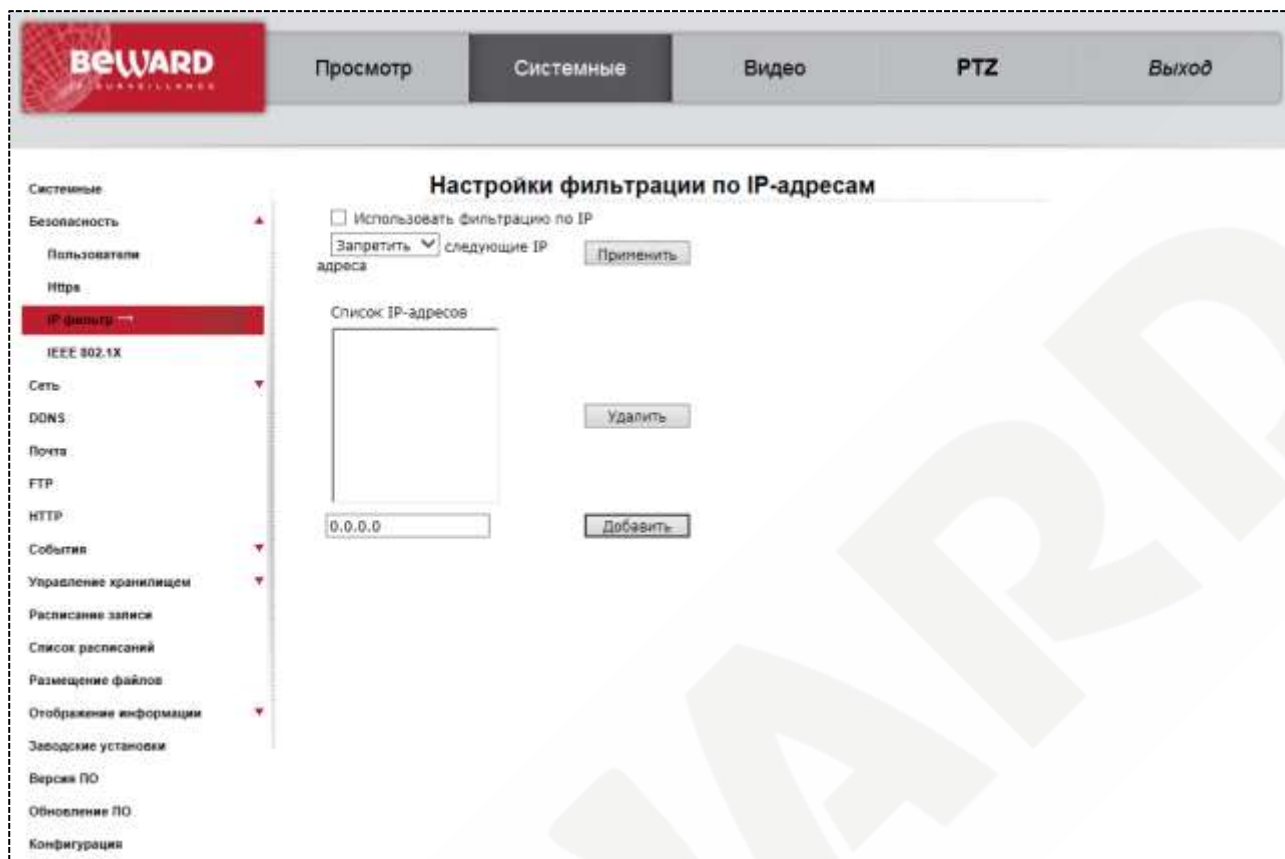 BEWARD
IP SURVEILLANCE
Просмотр
Системные
Видео
PTZ
Выход
Системные
Безопасность
Пользователи
Https
IP фильтр →
IEEE 802.1X
Сеть
DDNS
Почта
FTP
HTTP
События
Управление хранилищем
Расписание записи
Список расписаний
Размещение файлов
Отображение информации
Заводские установки
Версия ПО
Обновление ПО
Конфигурация
Настройки фильтрации по IP-адресам
Использовать фильтрацию по IP
Запретить следующие IP
адреса
Применить
Список IP-адресов
Удалить
0.0.0.0
Добавить